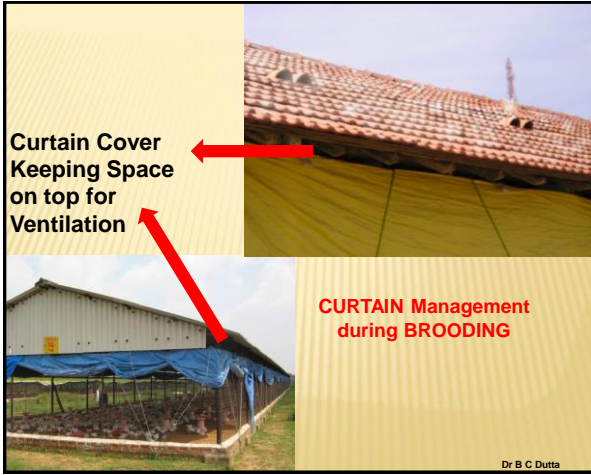 Curtain Cover
Keeping Space
on top for
Ventilation
CURTAIN Management
during BROODING
Dr B C Dutta